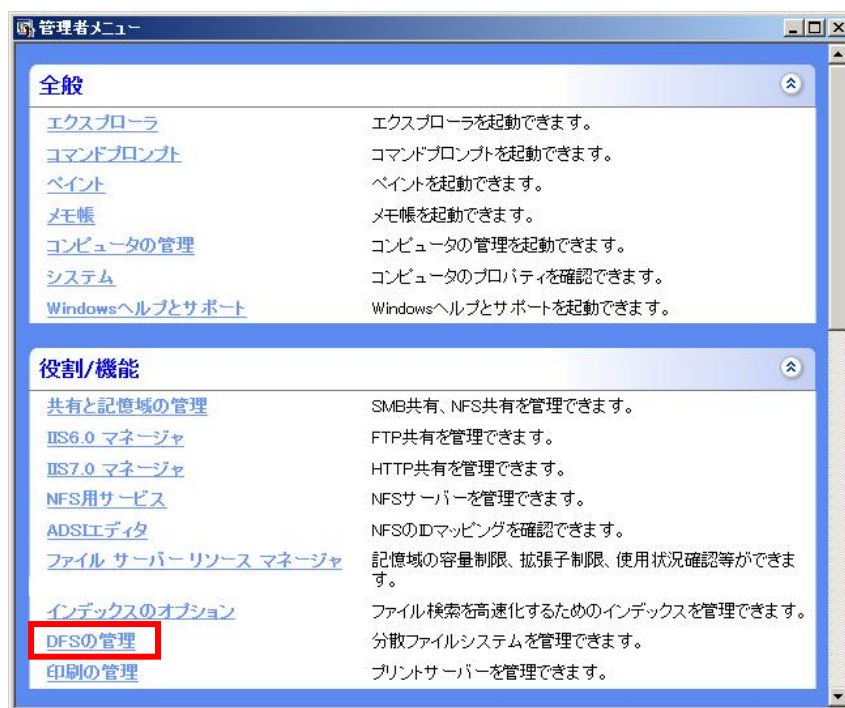 管理者メニュー
全般
エクスプローラ エクスプローラを起動できます。
コマンドプロンプト コマンドプロンプトを起動できます。
ペイント ペイントを起動できます。
メモ帳 メモ帳を起動できます。
コンピュータの管理 コンピュータの管理を起動できます。
システム コンピュータのプロパティを確認できます。
Windowsヘルプとサポート Windowsヘルプとサポートを起動できます。
役割/機能
共有と記憶域の管理 SMB共有、NFS共有を管理できます。
IIS6.0 マネージャ FTP共有を管理できます。
IIS7.0 マネージャ HTTP共有を管理できます。
NFS用サービス NFSサーバーを管理できます。
ADSIエディタ NFSのIDマッピングを確認できます。
ファイル サーバー リソース マネージャ 記憶域の容量制限、拡張子制限、使用状況確認等ができま
す。
インデックスのオプション ファイル検索を高速化するためのインデックスを管理できます。
DFSの管理 分散ファイルシステムを管理できます。
印刷の管理 プリントサーバーを管理できます。